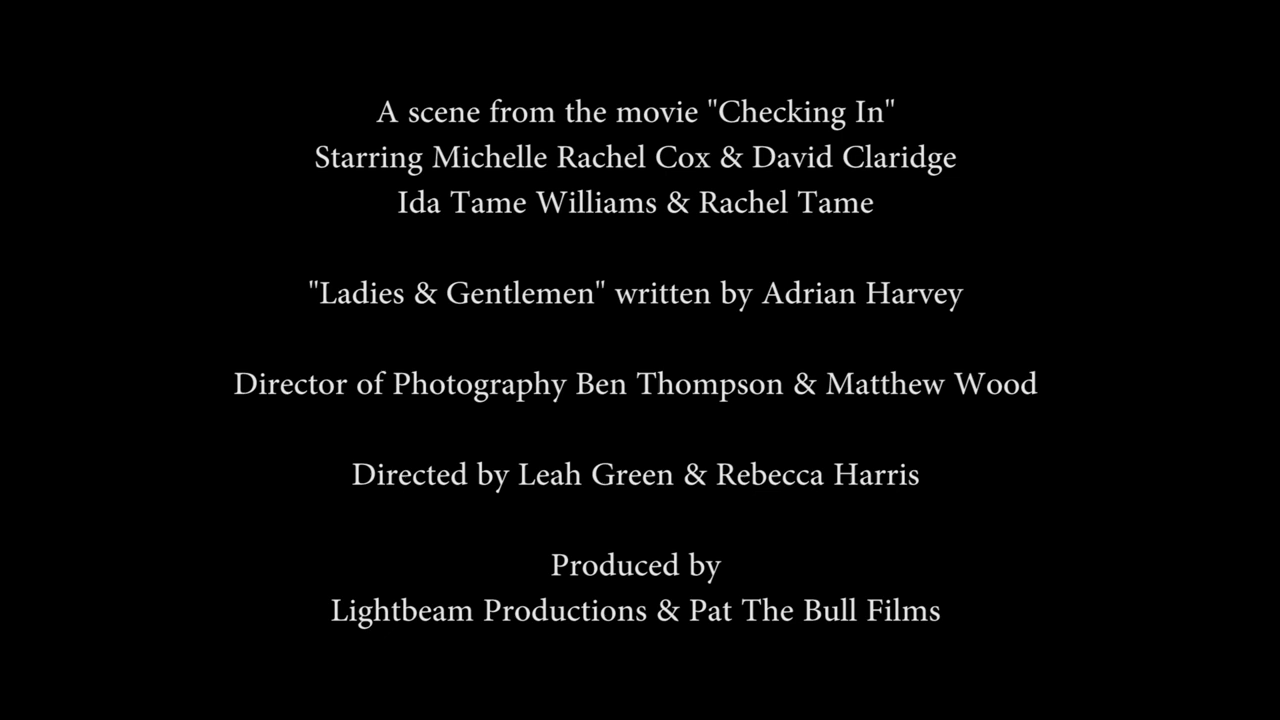 A scene from the movie "Checking In"
Starring Michelle Rachel Cox & David Claridge
Ida Tame Williams & Rachel Tame
"Ladies & Gentlemen" written by Adrian Harvey
Director of Photography Ben Thompson & Matthew Wood
Directed by Leah Green & Rebecca Harris
Produced by
Lightbeam Productions & Pat The Bull Films